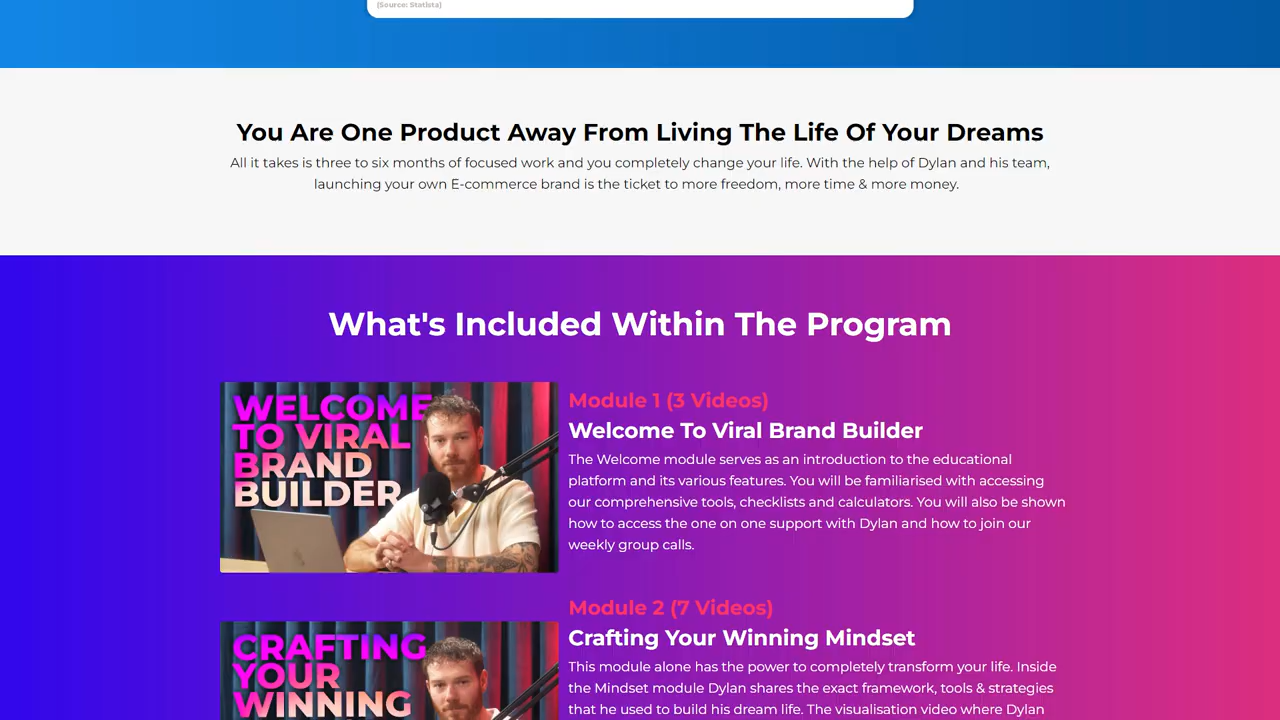 (Source: Statista)
You Are One Product Away From Living The Life Of Your Dreams
All it takes is three to six months of focused work and you completely change your life. With the help of Dylan and his team,
launching your own E-commerce brand is the ticket to more freedom, more time & more money.
What's Included Within The Program
WELCOME
TO VIRAL
BRAND
BUILDER
Module 1 (3 Videos)
Welcome To Viral Brand Builder
The Welcome module serves as an introduction to the educational
platform and its various features. You will be familiarised with accessing
our comprehensive tools, checklists and calculators. You will also be shown
how to access the one on one support with Dylan and how to join our
weekly group calls.
CRAFTING
YOUR
WINNING
Module 2 (7 Videos)
Crafting Your Winning Mindset
This module alone has the power to completely transform your life. Inside
the Mindset module Dylan shares the exact framework, tools & strategies
that he used to build his dream life. The visualisation video where Dylan